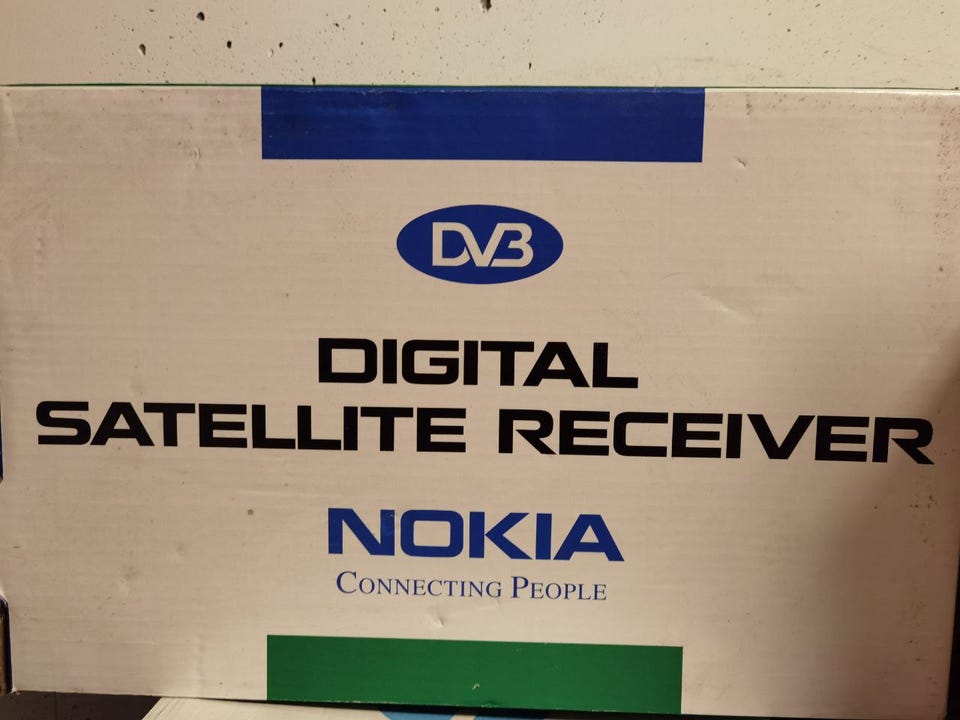 DVB
DIGITAL
SATELLITE RECEIVER
NOKIA
CONNECTING PEOPLE